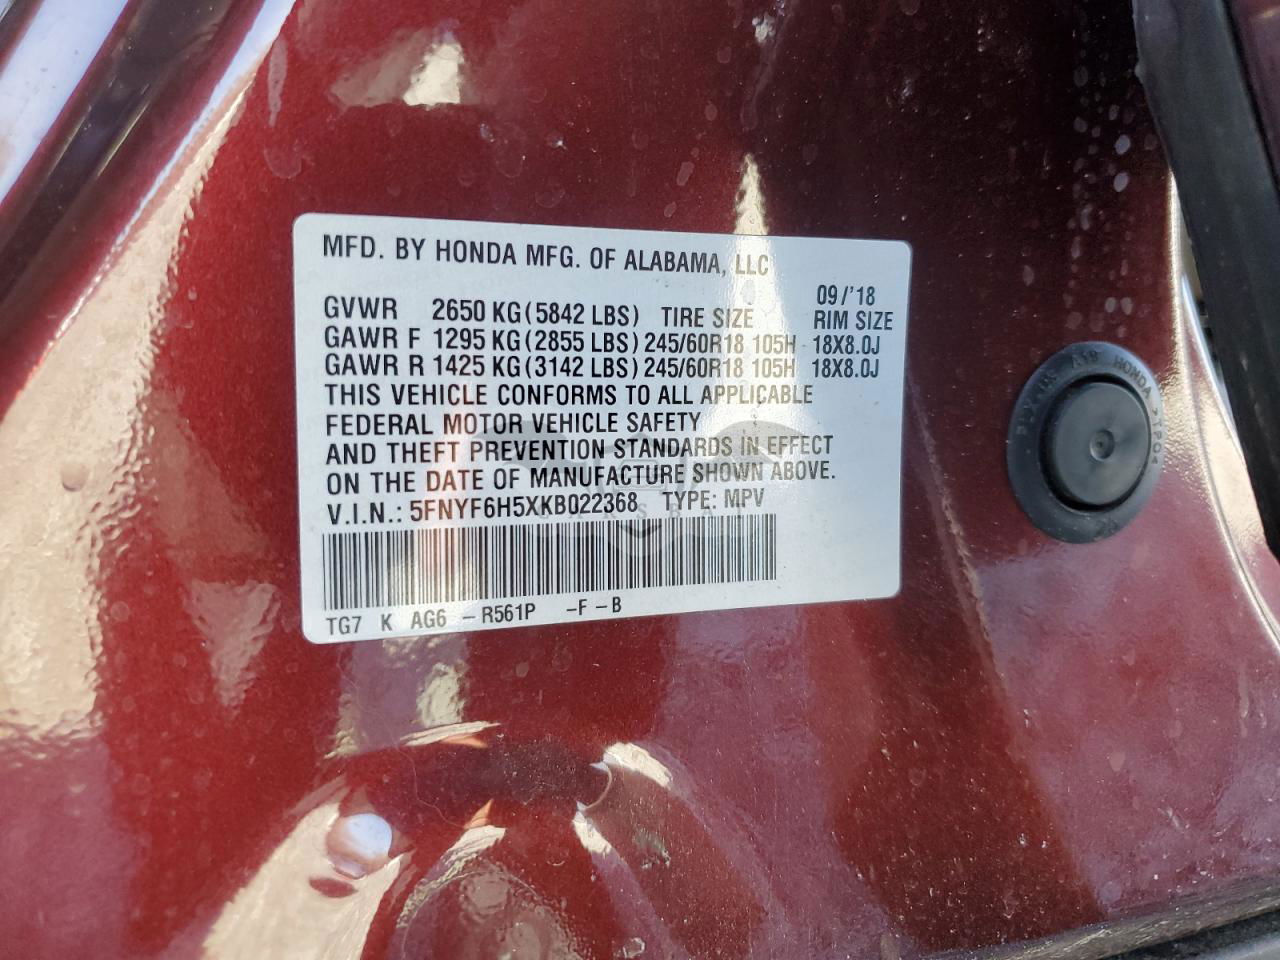 MFD. BY HONDA MFG. OF ALABAMA, LLC
09/'18
GVWR 2650 KG (5842 LBS) TIRE SIZE RIM SIZE
GAWR F 1295 KG (2855 LBS) 245/60R18 105H 18X8.0J
GAWR R 1425 KG (3142 LBS) 245/60R18 105H 18X8.0J
THIS VEHICLE CONFORMS TO ALL APPLICABLE
FEDERAL MOTOR VEHICLE SAFETY
AND THEFT PREVENTION STANDARDS IN EFFECT
ON THE DATE OF MANUFACTURE SHOWN ABOVE.
V.I.N.: 5FNYF6H5XKB022368 TYPE: MPV
TG7 K AG6 -R561P -F -B
HONDA >TPO4